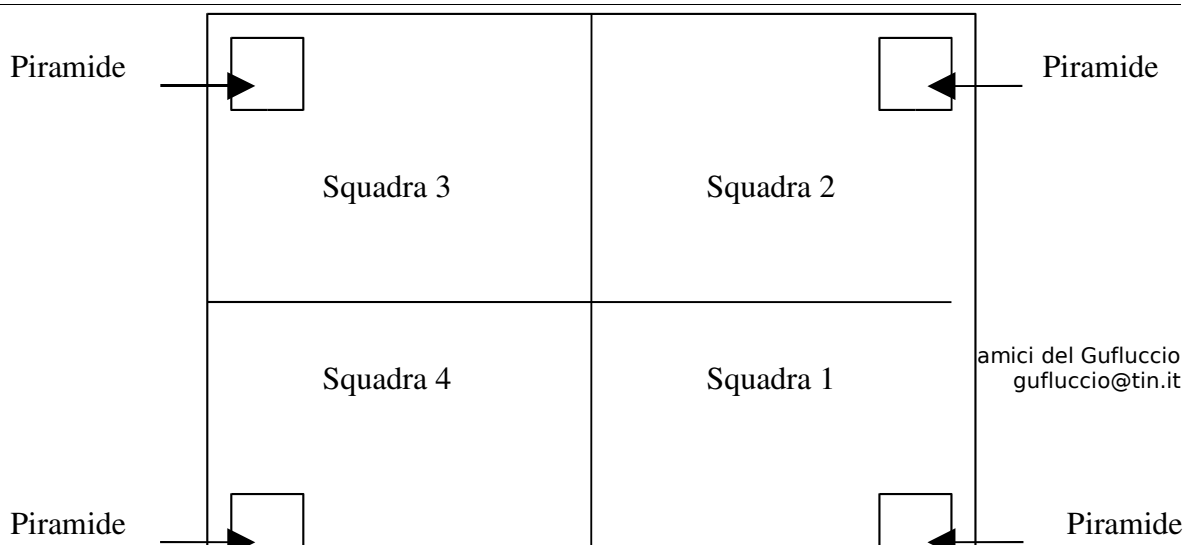 Piramide Piramide
Squadra 3 Squadra 2
amici del Gufluccio
Squadra 4 Squadra 1
gufluccio@tin.it
Piramide Piramide